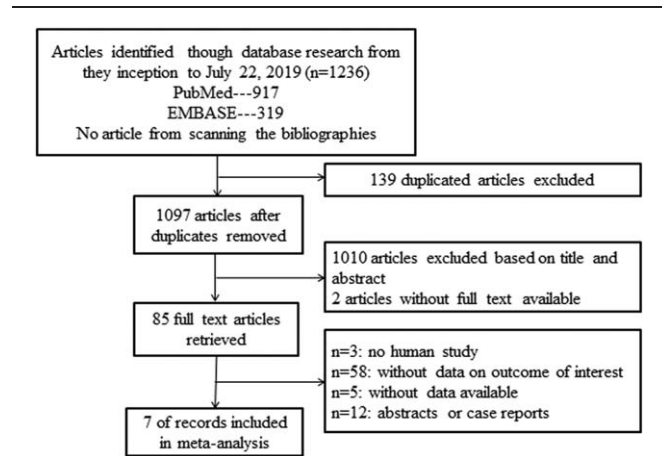 Articles identified though database research from
they inception to July 22, 2019 (n=1236)
PubMed---917
EMBASE---319
No article from scanning the bibliographies
139 duplicated articles excluded
1097 articles after
duplicates removed
1010 articles excluded based on title and
abstract
2 articles without full text available
85 full text articles
retrieved
n=3: no human study
n=58: without data on outcome of interest
n=5: without data available
n=12: abstracts or case reports
7 of records included
in meta-analysis